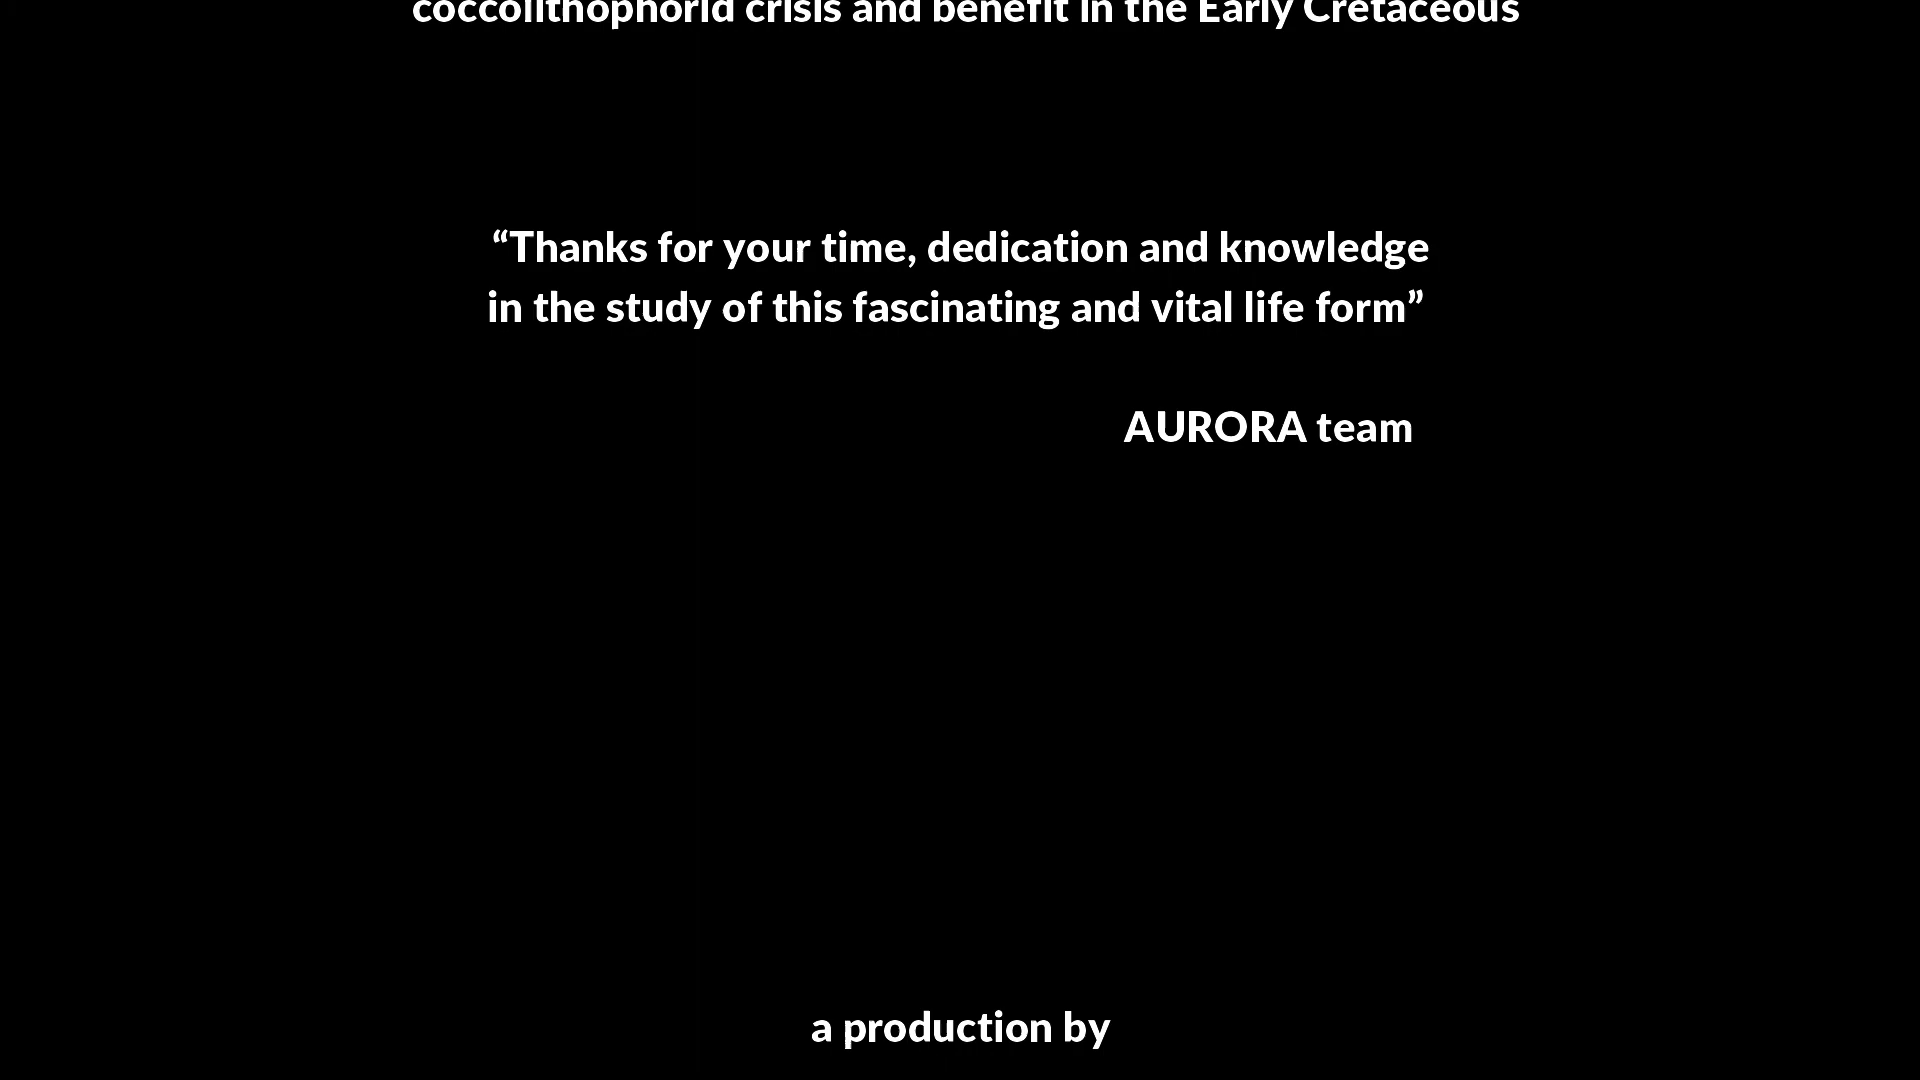 coccolithophorid crisis and benefit in the Early Cretaceous
“Thanks for your time, dedication and knowledge
in the study of this fascinating and vital life form”
AURORA team
a production by